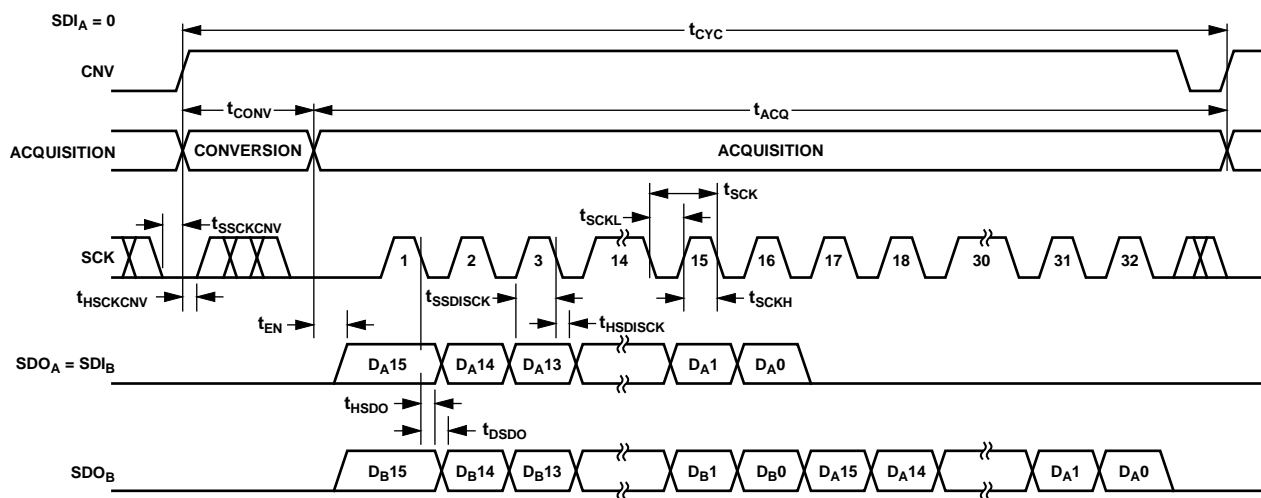 SDIA = 0
tCYC
CNV
tCONV
tACQ
ACQUISITION
CONVERSION
ACQUISITION
tSCK
tSCKL
tSSCKCNV
SCK
1 2 3 14 15 16 17 18 30 31 32
tHSCKCNV
tSSDISCK
tSCKH
tEN
tHSDISCK
SDOA = SDIB
DA15 DA14 DA13 DA1 DA0
tHSDO
tDSDO
SDOB
DB15 DB14 DB13 DB1 DB0 DA15 DA14 DA1 DA0